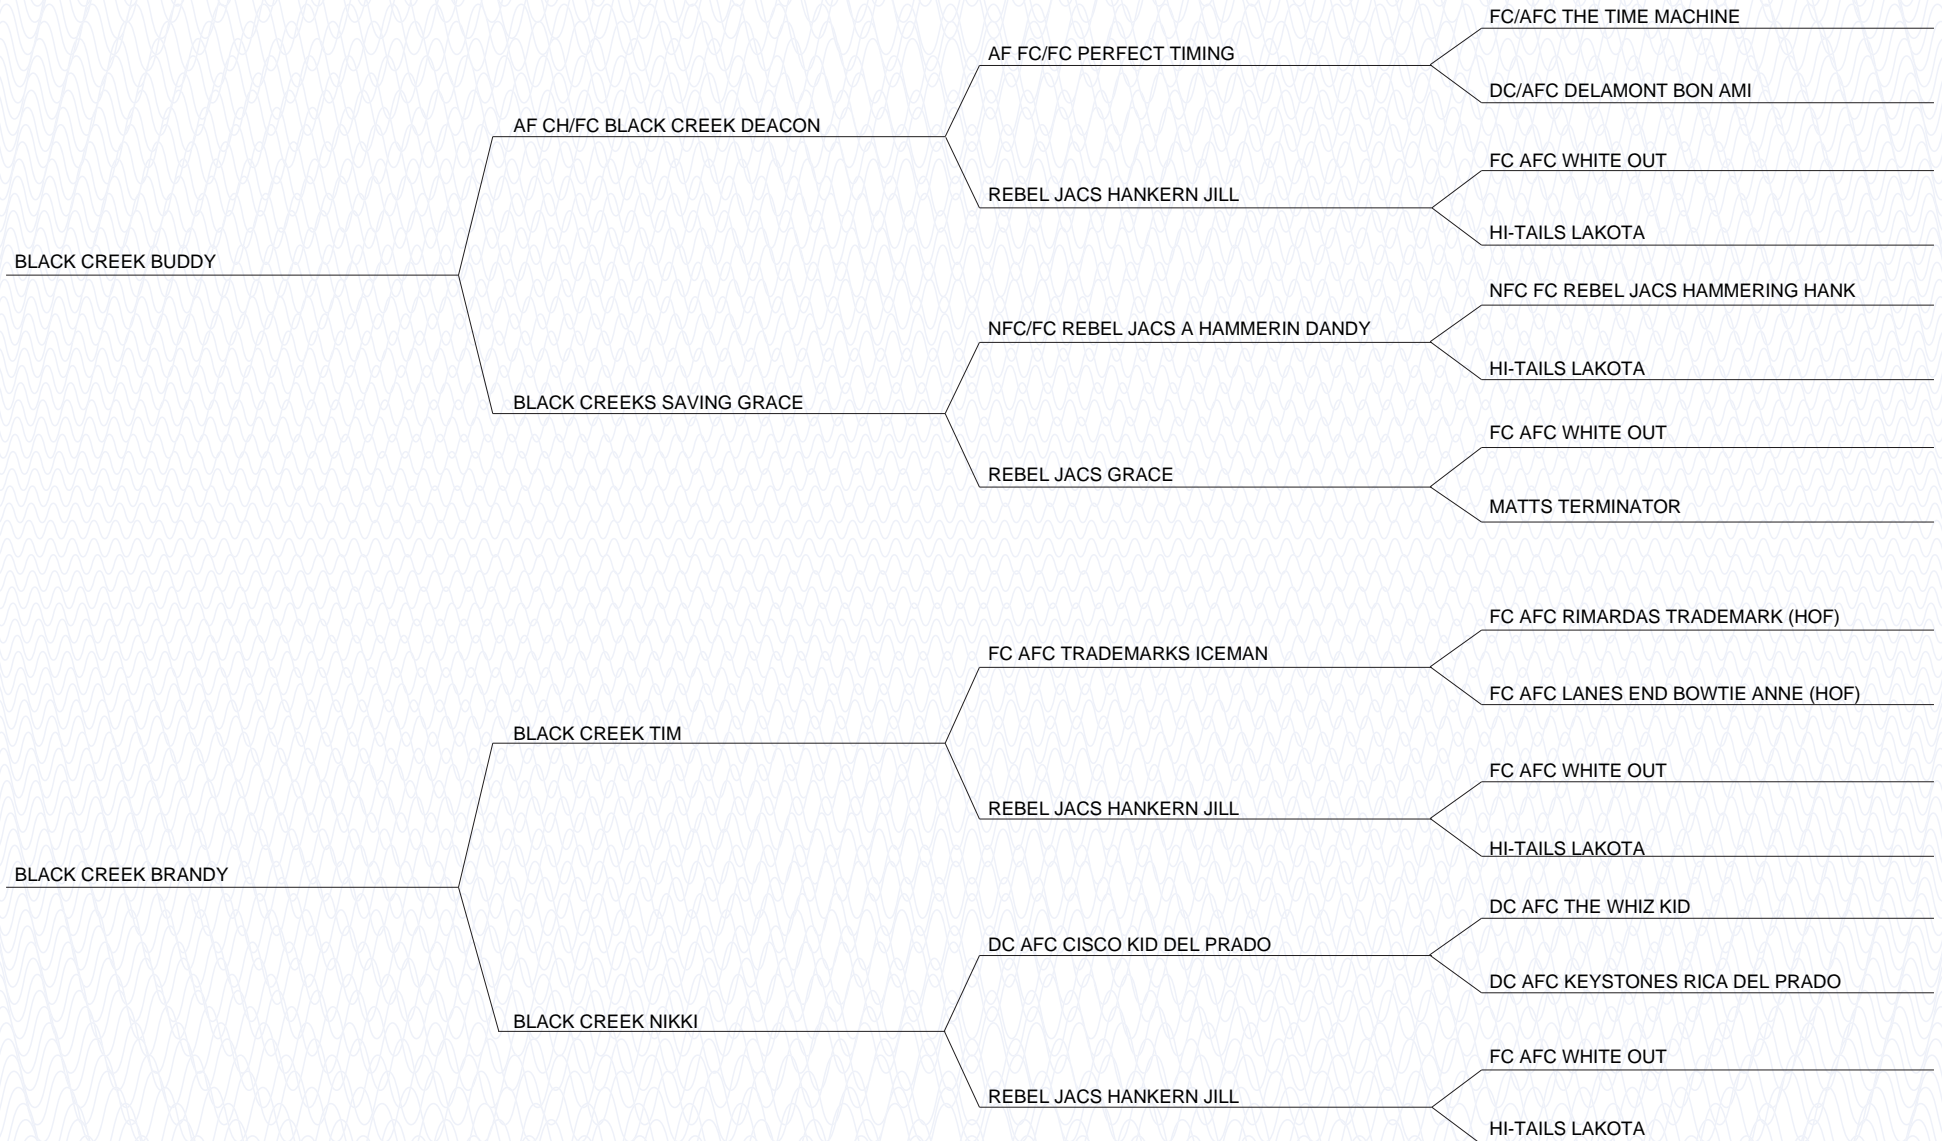 FC/AFC THE TIME MACHINE
AF FC/FC PERFECT TIMING
DC/AFC DELAMONT BON AMI
AF CH/FC BLACK CREEK DEACON
FC AFC WHITE OUT
REBEL JACS HANKERN JILL
HI-TAILS LAKOTA
BLACK CREEK BUDDY
NFC FC REBEL JACS HAMMERING HANK
NFC/FC REBEL JACS A HAMMERIN DANDY
HI-TAILS LAKOTA
BLACK CREEKS SAVING GRACE
FC AFC WHITE OUT
REBEL JACS GRACE
MATTS TERMINATOR
FC AFC RIMARDAS TRADEMARK (HOF)
FC AFC TRADEMARKS ICEMAN
FC AFC LANES END BOWTIE ANNE (HOF)
BLACK CREEK TIM
FC AFC WHITE OUT
REBEL JACS HANKERN JILL
HI-TAILS LAKOTA
BLACK CREEK BRANDY
DC AFC THE WHIZ KID
DC AFC CISCO KID DEL PRADO
DC AFC KEYSTONES RICA DEL PRADO
BLACK CREEK NIKKI
FC AFC WHITE OUT
REBEL JACS HANKERN JILL
HI-TAILS LAKOTA